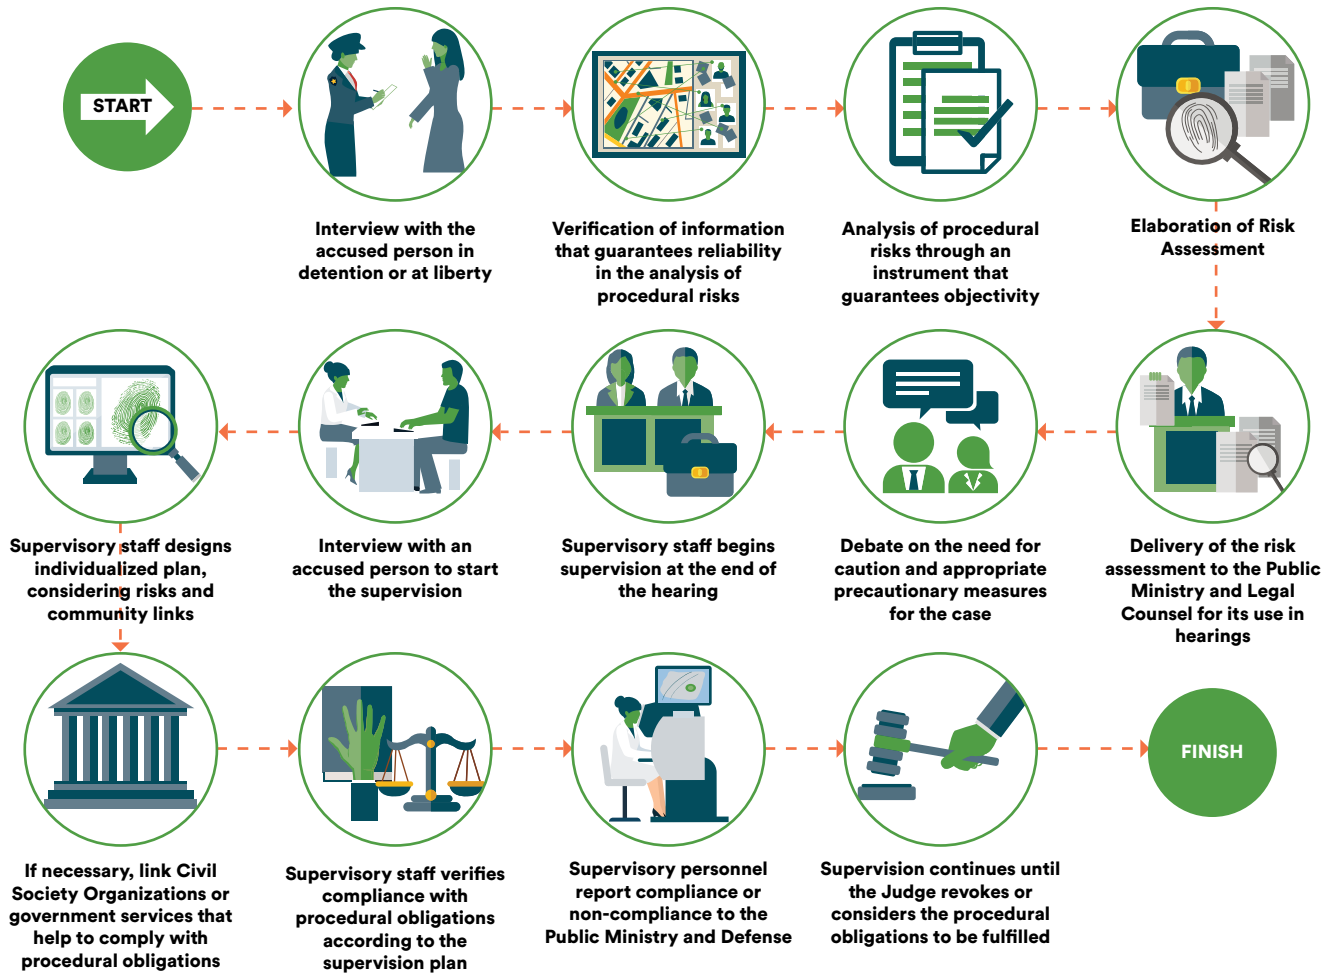 START
Interview with the
accused person in
detention or at liberty
Verification of information
that guarantees reliability
in the analysis of
procedural risks
Analysis of procedural
risks through an
instrument that
guarantees objectivity
Elaboration of Risk
Assessment
Delivery of the risk
assessment to the Public
Ministry and Legal
Counsel for its use in
hearings
Debate on the need for
caution and appropriate
precautionary measures
for the case
Supervisory staff begins
supervision at the end of
the hearing
Interview with an
accused person to start
the supervision
Supervisory staff designs
individualized plan,
considering risks and
community links
If necessary, link Civil
Society Organizations or
government services that
help to comply with
procedural obligations
Supervisory staff verifies
compliance with
procedural obligations
according to the
supervision plan
Supervisory personnel
report compliance or
non-compliance to the
Public Ministry and Defense
Supervision continues until
the Judge revokes or
considers the procedural
obligations to be fulfilled
FINISH